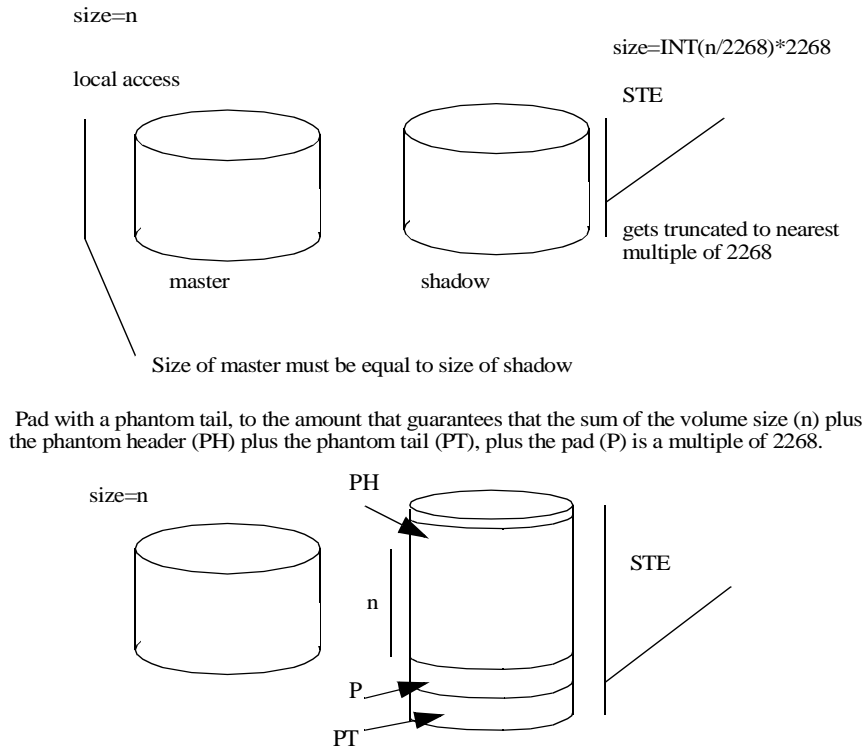 size=n
size=INT(n/2268)*2268
local access
STE
gets truncated to nearest
multiple of 2268
master
shadow
Size of master must be equal to size of shadow
Pad with a phantom tail, to the amount that guarantees that the sum of the volume size (n) plus
the phantom header (PH) plus the phantom tail (PT), plus the pad (P) is a multiple of 2268.
PH
size=n
STE
n
P
PT